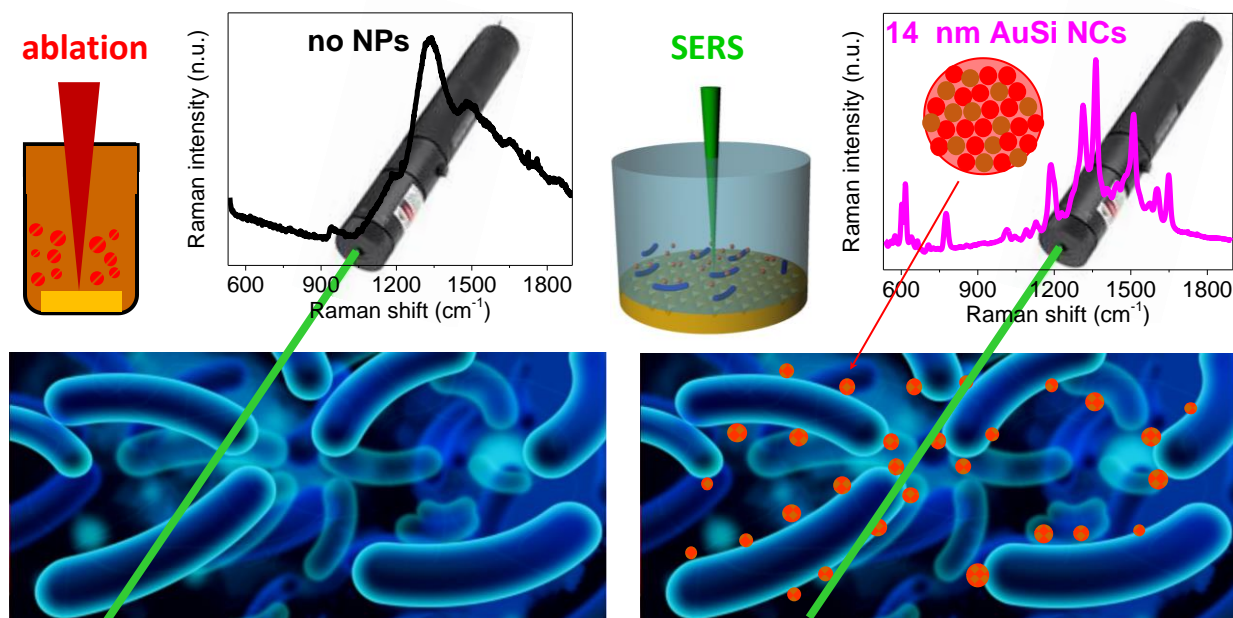 ablation
no NPs
Raman intensity (n.u.)
600 900 1200 1500 1800
Raman shift (cm⁻¹)
SERS
14 nm AuSi NCs
Raman intensity (n.u.)
600 900 1200 1500 1800
Raman shift (cm⁻¹)